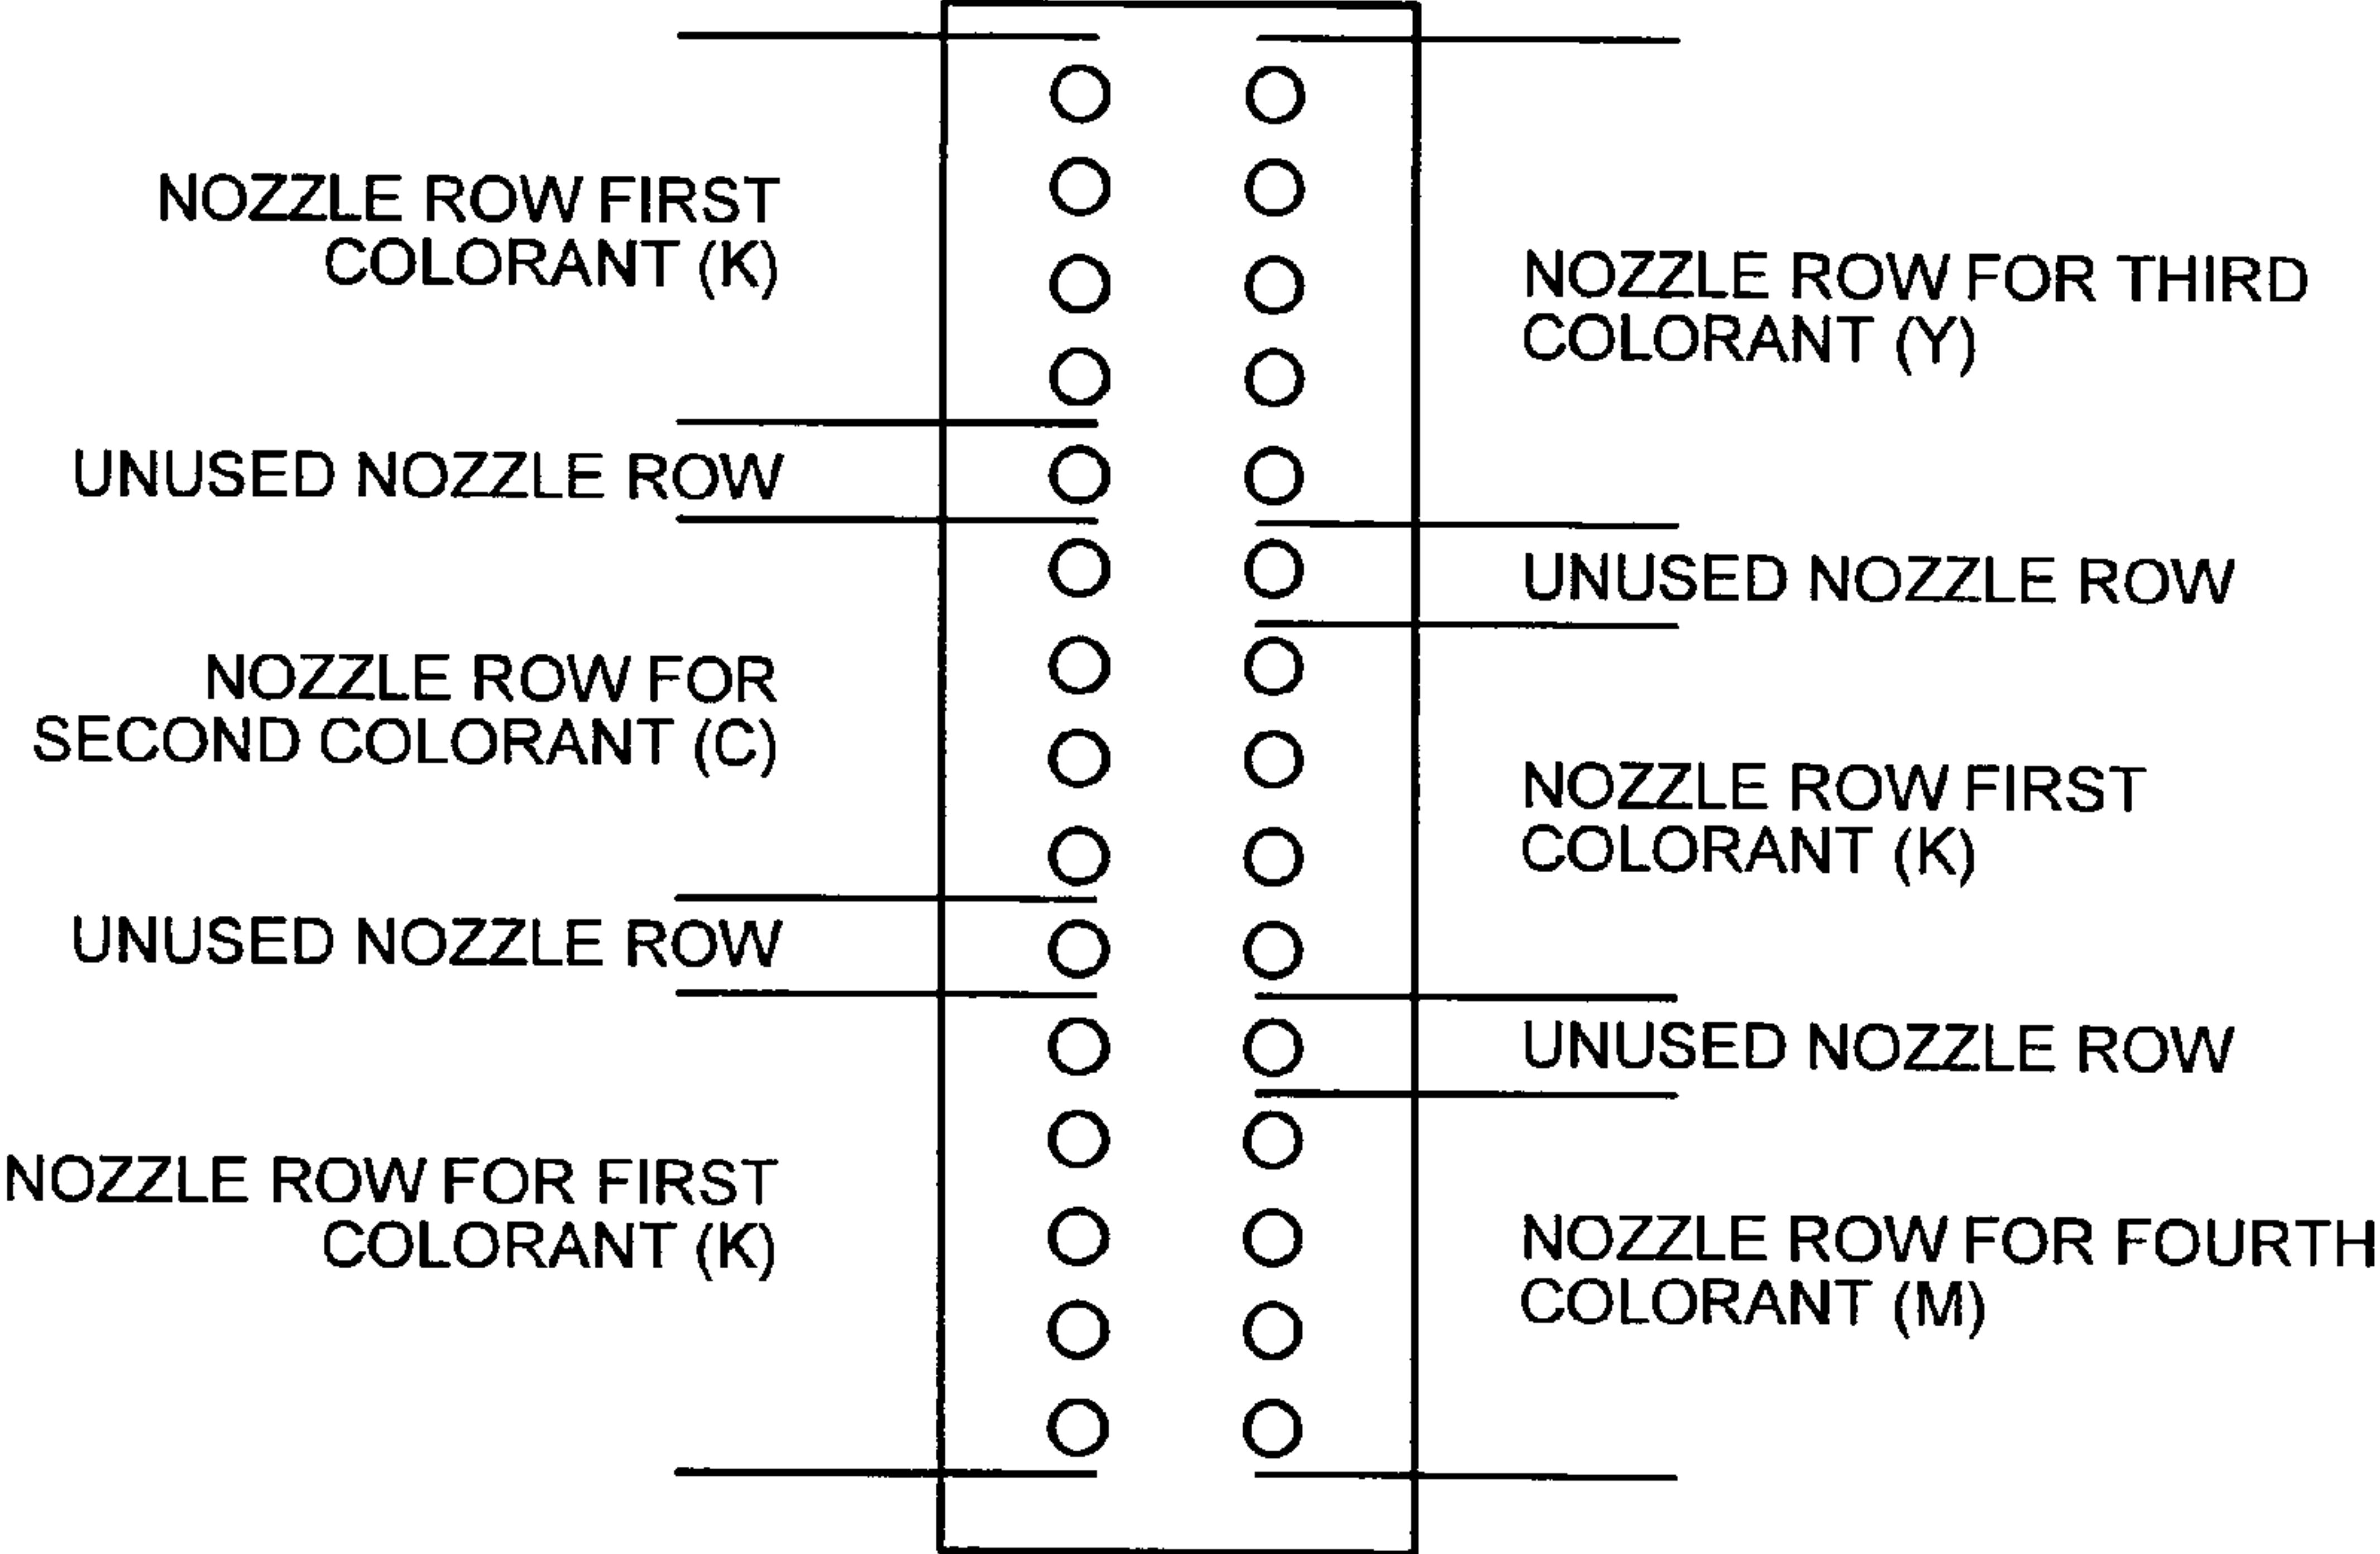 NOZZLE ROW FIRST
COLORANT (K)
UNUSED NOZZLE ROW
NOZZLE ROW FOR
SECOND COLORANT (C)
UNUSED NOZZLE ROW
NOZZLE ROW FOR FIRST
COLORANT (K)
NOZZLE ROW FOR THIRD
COLORANT (Y)
UNUSED NOZZLE ROW
NOZZLE ROW FIRST
COLORANT (K)
UNUSED NOZZLE ROW
NOZZLE ROW FOR FOURTH
COLORANT (M)